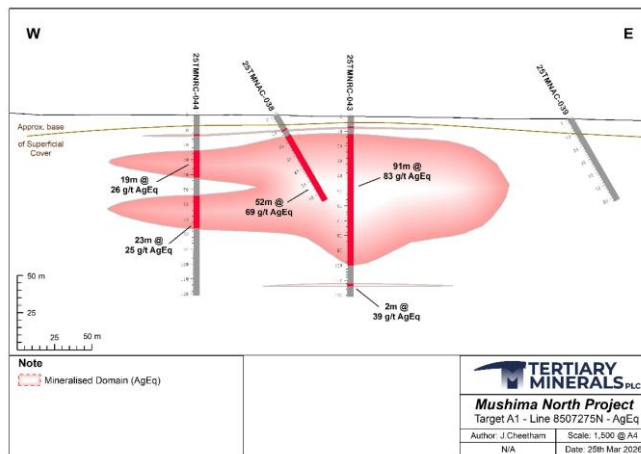 W
E
25TMNRC-044
25TMNAC-038
25TMNRC-043
25TMNAC-039
Approx. base
of Superficial
Cover
19m @
26 g/t AgEq
52m @
69 g/t AgEq
91m @
83 g/t AgEq
23m @
25 g/t AgEq
2m @
39 g/t AgEq
50 m
25
25
50 m
Note
Mineralised Domain (AgEq)
TERTIARY
MINERALS PLC
Mushima North Project
Target A1 - Line 8507275N - AgEq
Author: J.Cheetham
Scale: 1,500 @ A4
N/A
Date: 25th Mar 2026